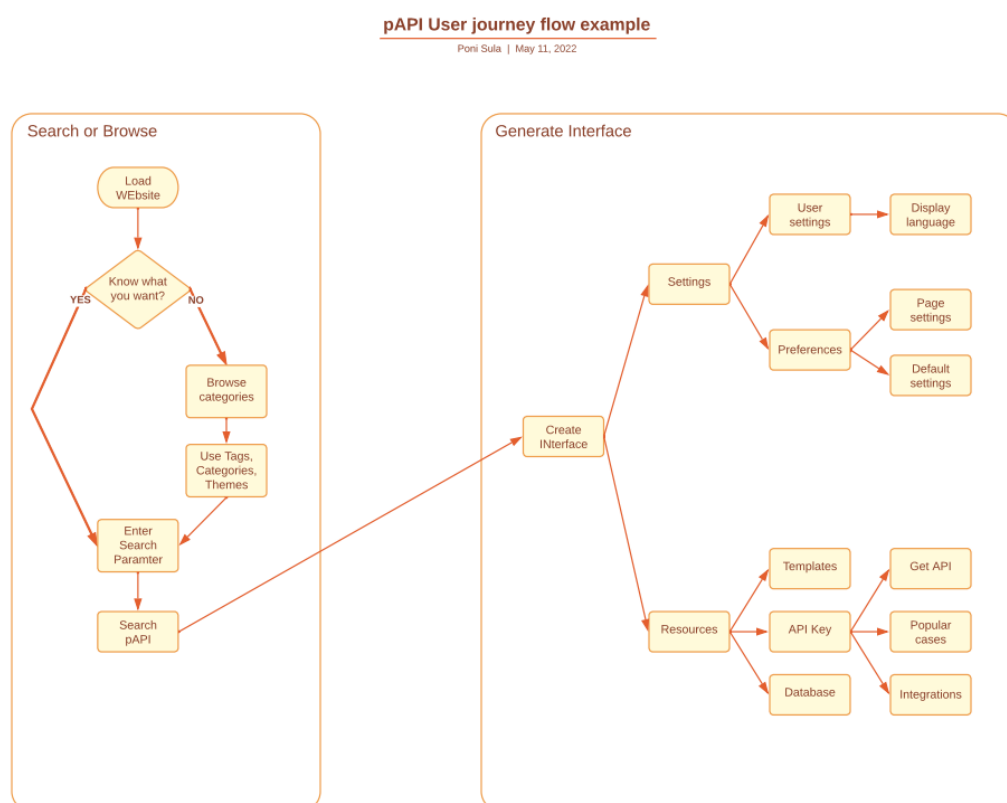 pAPI User journey flow example
Poni Sula | May 11, 2022
Search or Browse
Load
WEbsite
Know what
you want?
YES
NO
Browse
categories
Use Tags,
Categories,
Themes
Enter
Search
Paramter
Search
pAPI
Generate Interface
Create
INterface
Settings
User
settings
Display
language
Preferences
Page
settings
Default
settings
Resources
Templates
API Key
Database
Get API
Popular
cases
Integrations